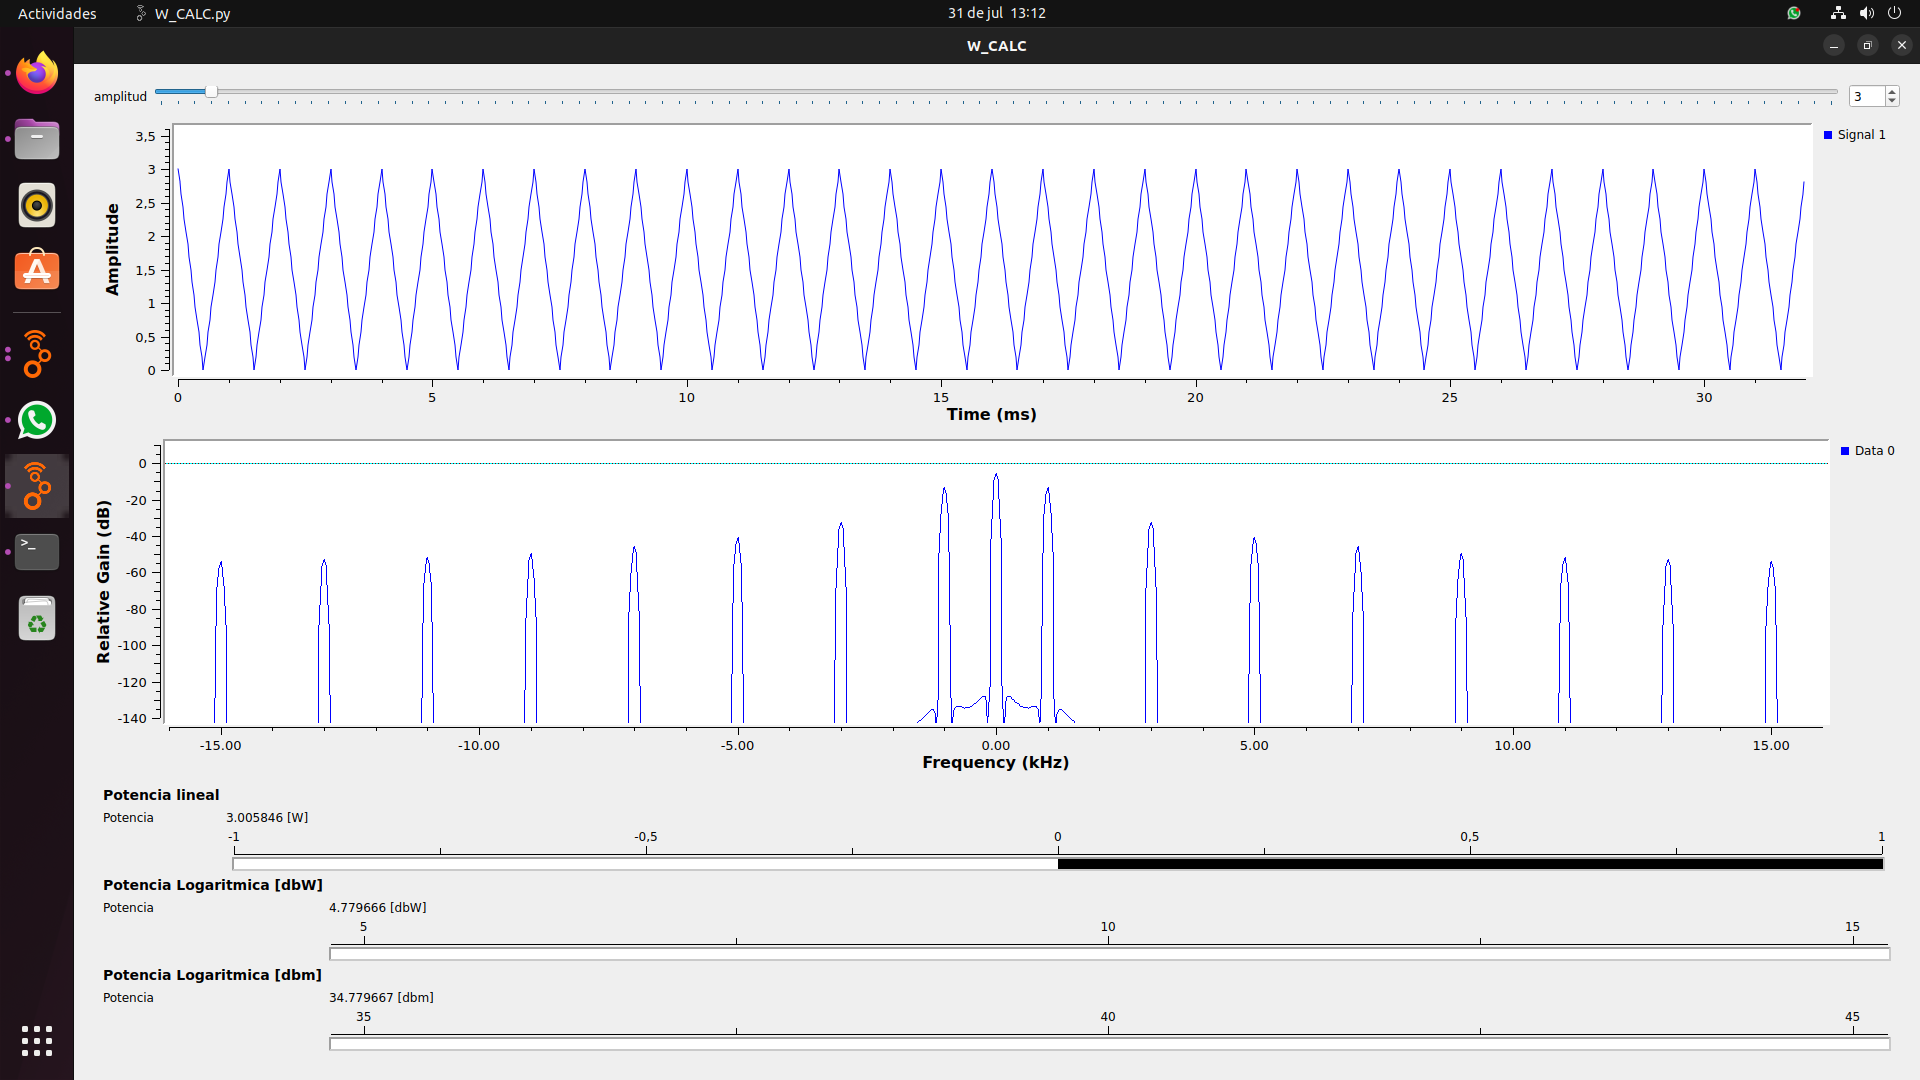 Actividades W_CALC.py 31 de jul 13:12
W_CALC
amplitud 3
3,5
3
2,5
2
1,5
1
0,5
0
Amplitude
Signal 1
0 5 10 15 20 25 30
Time (ms)
0
-20
-40
-60
-80
-100
-120
-140
Relative Gain (dB)
Data 0
-15.00 -10.00 -5.00 0.00 5.00 10.00 15.00
Frequency (kHz)
Potencia lineal
Potencia 3.005846 [W]
-1 -0,5 0 0,5 1
Potencia Logaritmica [dbW]
Potencia 4.779666 [dbW]
5 10 15
Potencia Logaritmica [dbm]
Potencia 34.779667 [dbm]
35 40 45